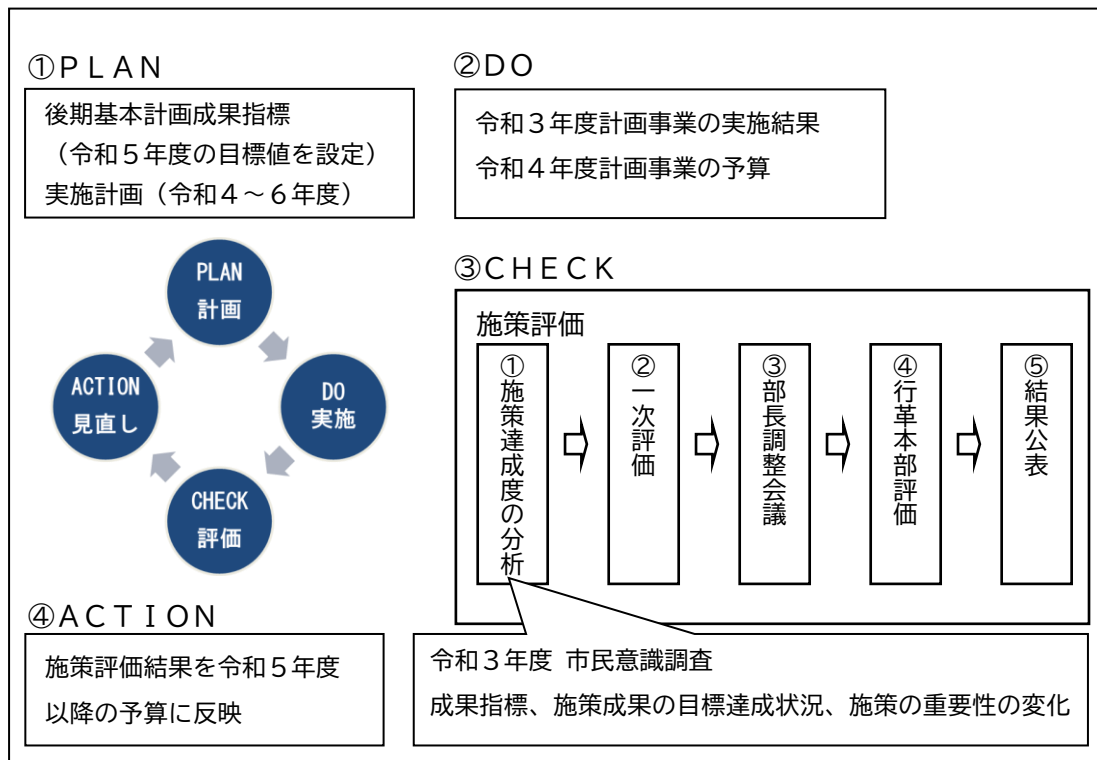 ①ＰＬＡＮ
後期基本計画成果指標
（令和５年度の目標値を設定）
実施計画（令和４～６年度）
②ＤＯ
令和３年度計画事業の実施結果
令和４年度計画事業の予算
PLAN
計画
DO
実施
CHECK
評価
ACTION
見直し
③ＣＨＥＣＫ
施策評価
①施策達成度の分析
②一次評価
③部長調整会議
④行革本部評価
⑤結果公表
④ＡＣＴＩＯＮ
施策評価結果を令和５年度
以降の予算に反映
令和３年度 市民意識調査
成果指標、施策成果の目標達成状況、施策の重要性の変化